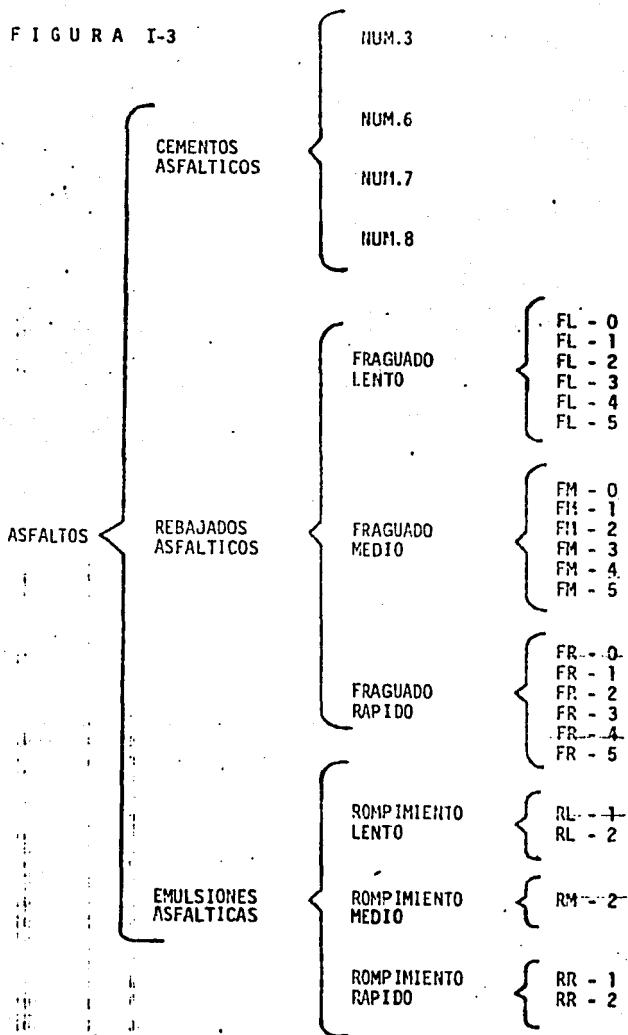 FIGURA I-3
NUM.3
NUM.6
CEMENTOS
ASFALTICOS
NUM.7
NUM.8
FRAGUADO
LENTO
FL - 0
FL - 1
FL - 2
FL - 3
FL - 4
FL - 5
ASFALTOS
REBAJADOS
ASFALTICOS
FRAGUADO
MEDIO
FM - 0
FM - 1
FM - 2
FM - 3
FM - 4
FM - 5
FRAGUADO
RAPIDO
FR - 0
FR - 1
FR - 2
FR - 3
FR - 4
FR - 5
ROMPIMIENTO
LENTO
RL - 1
RL - 2
EMULSIONES
ASFALTICAS
ROMPIMIENTO
MEDIO
RM - 2
ROMPIMIENTO
RAPIDO
RR - 1
RR - 2